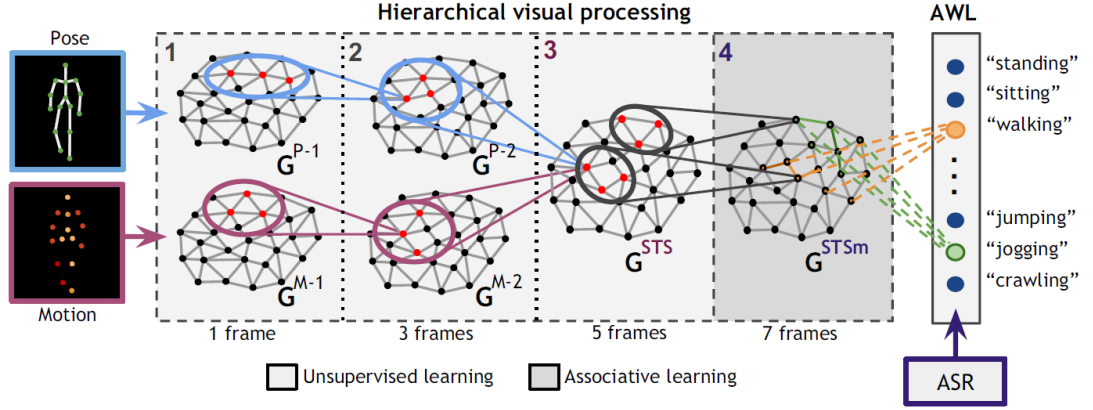 Hierarchical visual processing
AWL
Pose
1
2
3
4
"standing"
"sitting"
"walking"
G^P-1
G^P-2
"jumping"
G^STS
G^STSm
"jogging"
G^M-1
G^M-2
"crawling"
Motion
1 frame
3 frames
5 frames
7 frames
Unsupervised learning
Associative learning
ASR